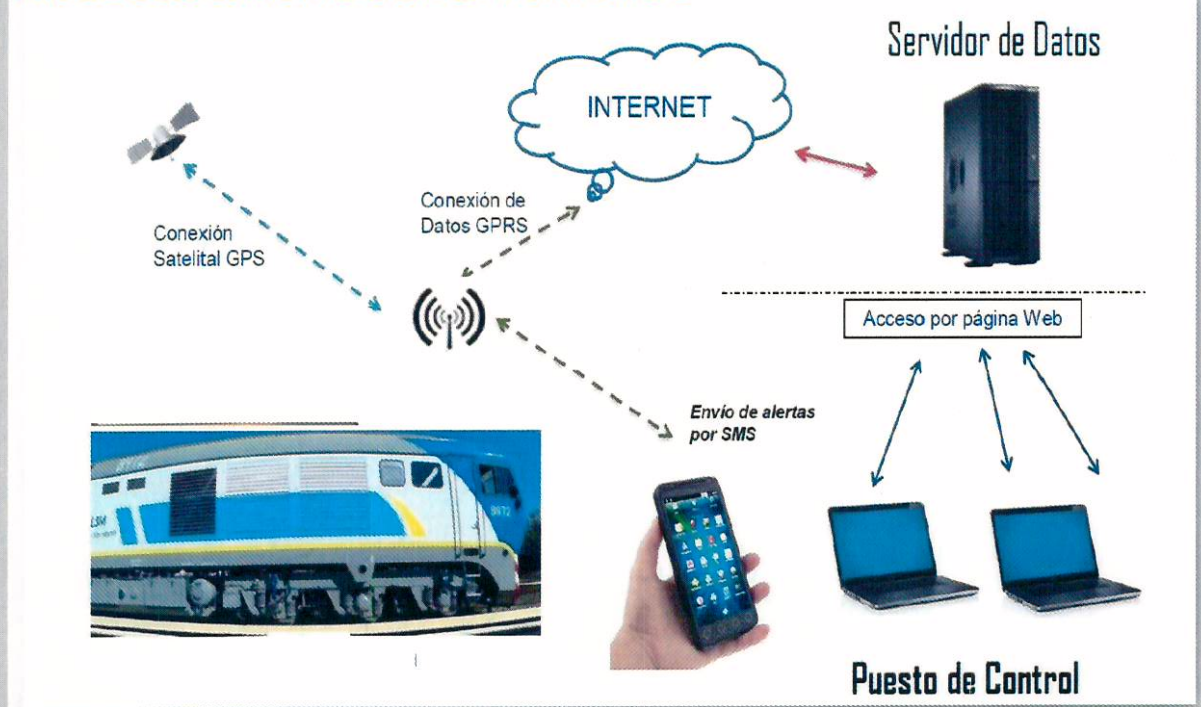 Servidor de Datos
INTERNET
Conexión de
Datos GPRS
Conexión
Satelital GPS
Acceso por página Web
Envío de alertas
por SMS
LSM
Puesto de Control